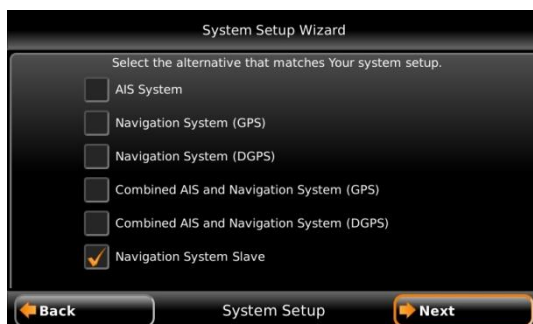 System Setup Wizard
Select the alternative that matches Your system setup.
AIS System
Navigation System (GPS)
Navigation System (DGPS)
Combined AIS and Navigation System (GPS)
Combined AIS and Navigation System (DGPS)
Navigation System Slave
Back System Setup Next